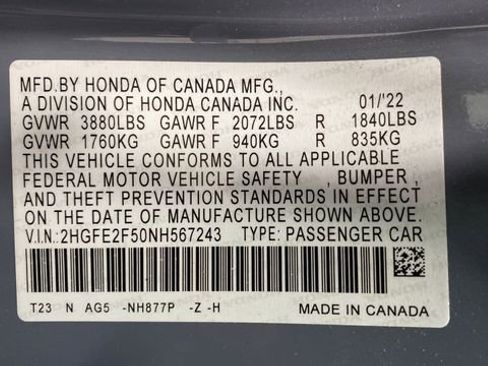 MFD.BY HONDA OF CANADA MFG.,
A DIVISION OF HONDA CANADA INC. 01/'22
GVWR 3880LBS GAWR F 2072LBS R 1840LBS
GVWR 1760KG GAWR F 940KG R 835KG
THIS VEHICLE CONFORMS TO ALL APPLICABLE
FEDERAL MOTOR VEHICLE SAFETY , BUMPER ,
AND THEFT PREVENTION STANDARDS IN EFFECT
ON THE DATE OF MANUFACTURE SHOWN ABOVE.
V.I.N:2HGFE2F50NH567243 TYPE: PASSENGER CAR
T23 N AG5 -NH877P -Z -H MADE IN CANADA